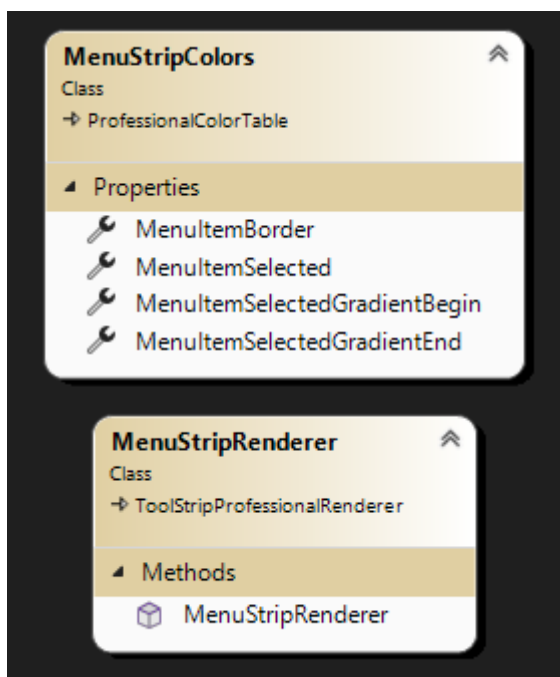 MenuStripColors
Class
ProfessionalColorTable
Properties
MenuItemBorder
MenuItemSelected
MenuItemSelectedGradientBegin
MenuItemSelectedGradientEnd
MenuStripRenderer
Class
ToolStripProfessionalRenderer
Methods
MenuStripRenderer